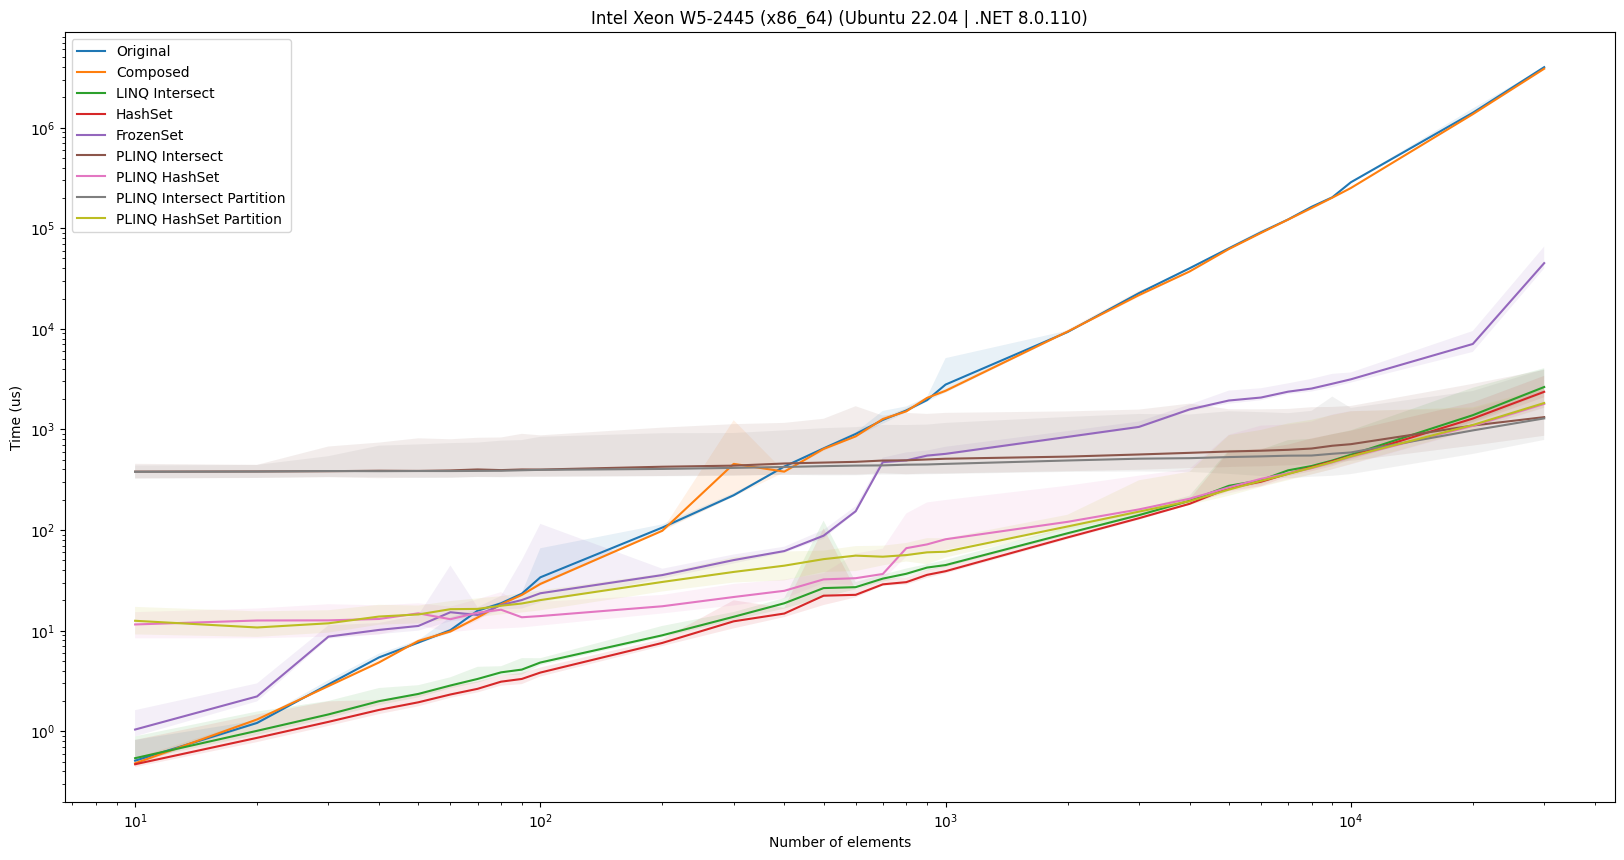 Intel Xeon W5-2445 (x86_64) (Ubuntu 22.04 | .NET 8.0.110)
Original
Composed
LINQ Intersect
HashSet
FrozenSet
PLINQ Intersect
PLINQ HashSet
PLINQ Intersect Partition
PLINQ HashSet Partition
Time (us)
10⁶
10⁵
10⁴
10³
10²
10¹
10⁰
10¹ 10² 10³ 10⁴
Number of elements